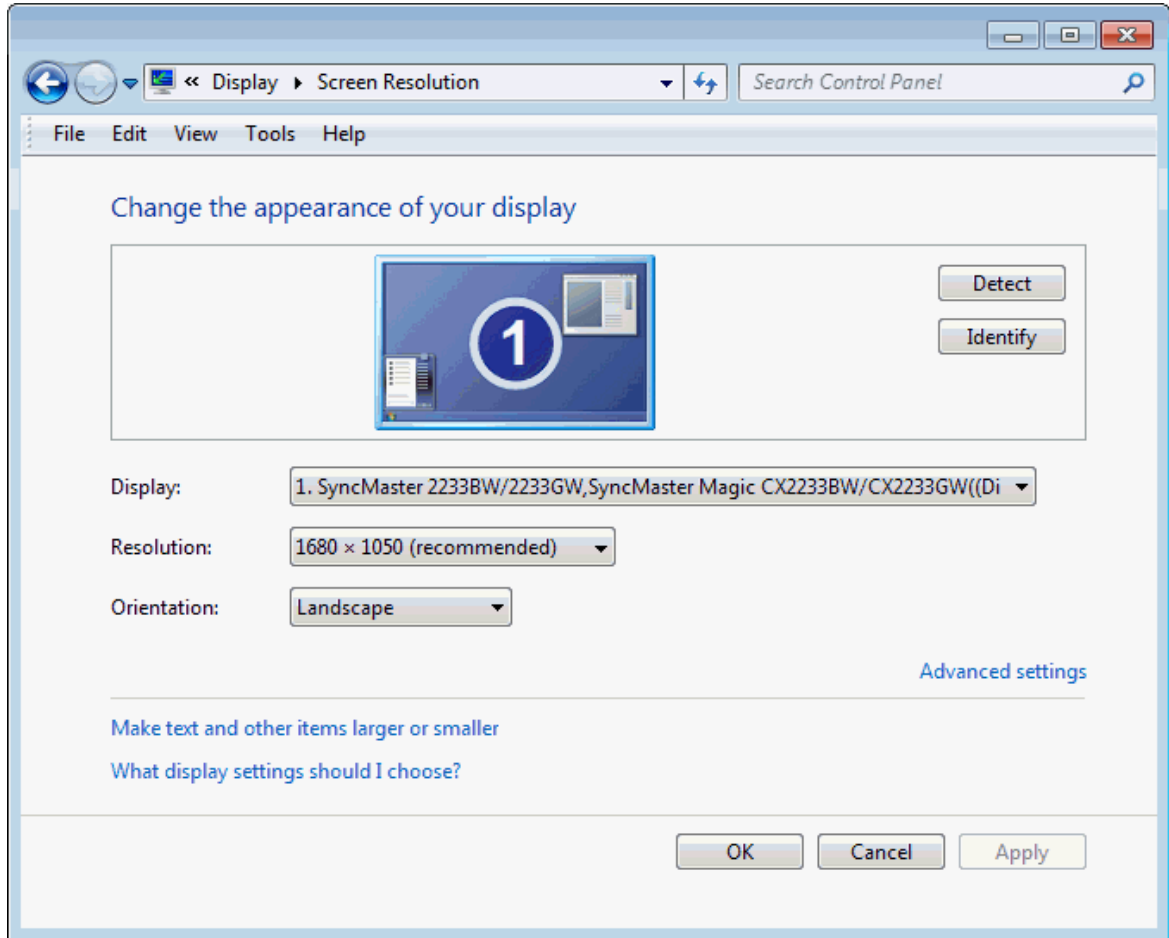 « Display ▸ Screen Resolution
Search Control Panel
File Edit View Tools Help
Change the appearance of your display
1
Detect
Identify
Display: 1. SyncMaster 2233BW/2233GW,SyncMaster Magic CX2233BW/CX2233GW((Di
Resolution: 1680 × 1050 (recommended)
Orientation: Landscape
Advanced settings
Make text and other items larger or smaller
What display settings should I choose?
OK Cancel Apply